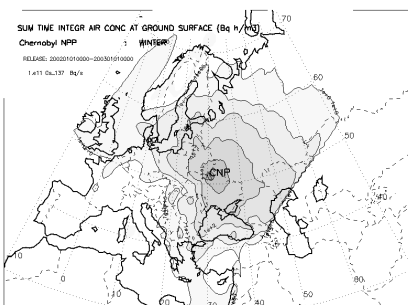 SUM TIME INTEGR AIR CONC AT GROUND SURFACE (Bq h/m3)
Chernobyl NPP : WINTER
RELEASE: 200201010000-200301010000
1.e11 Cs_137 Bq/s
70
60
50
CNP
40
10
0
10
20
30
40
50
80